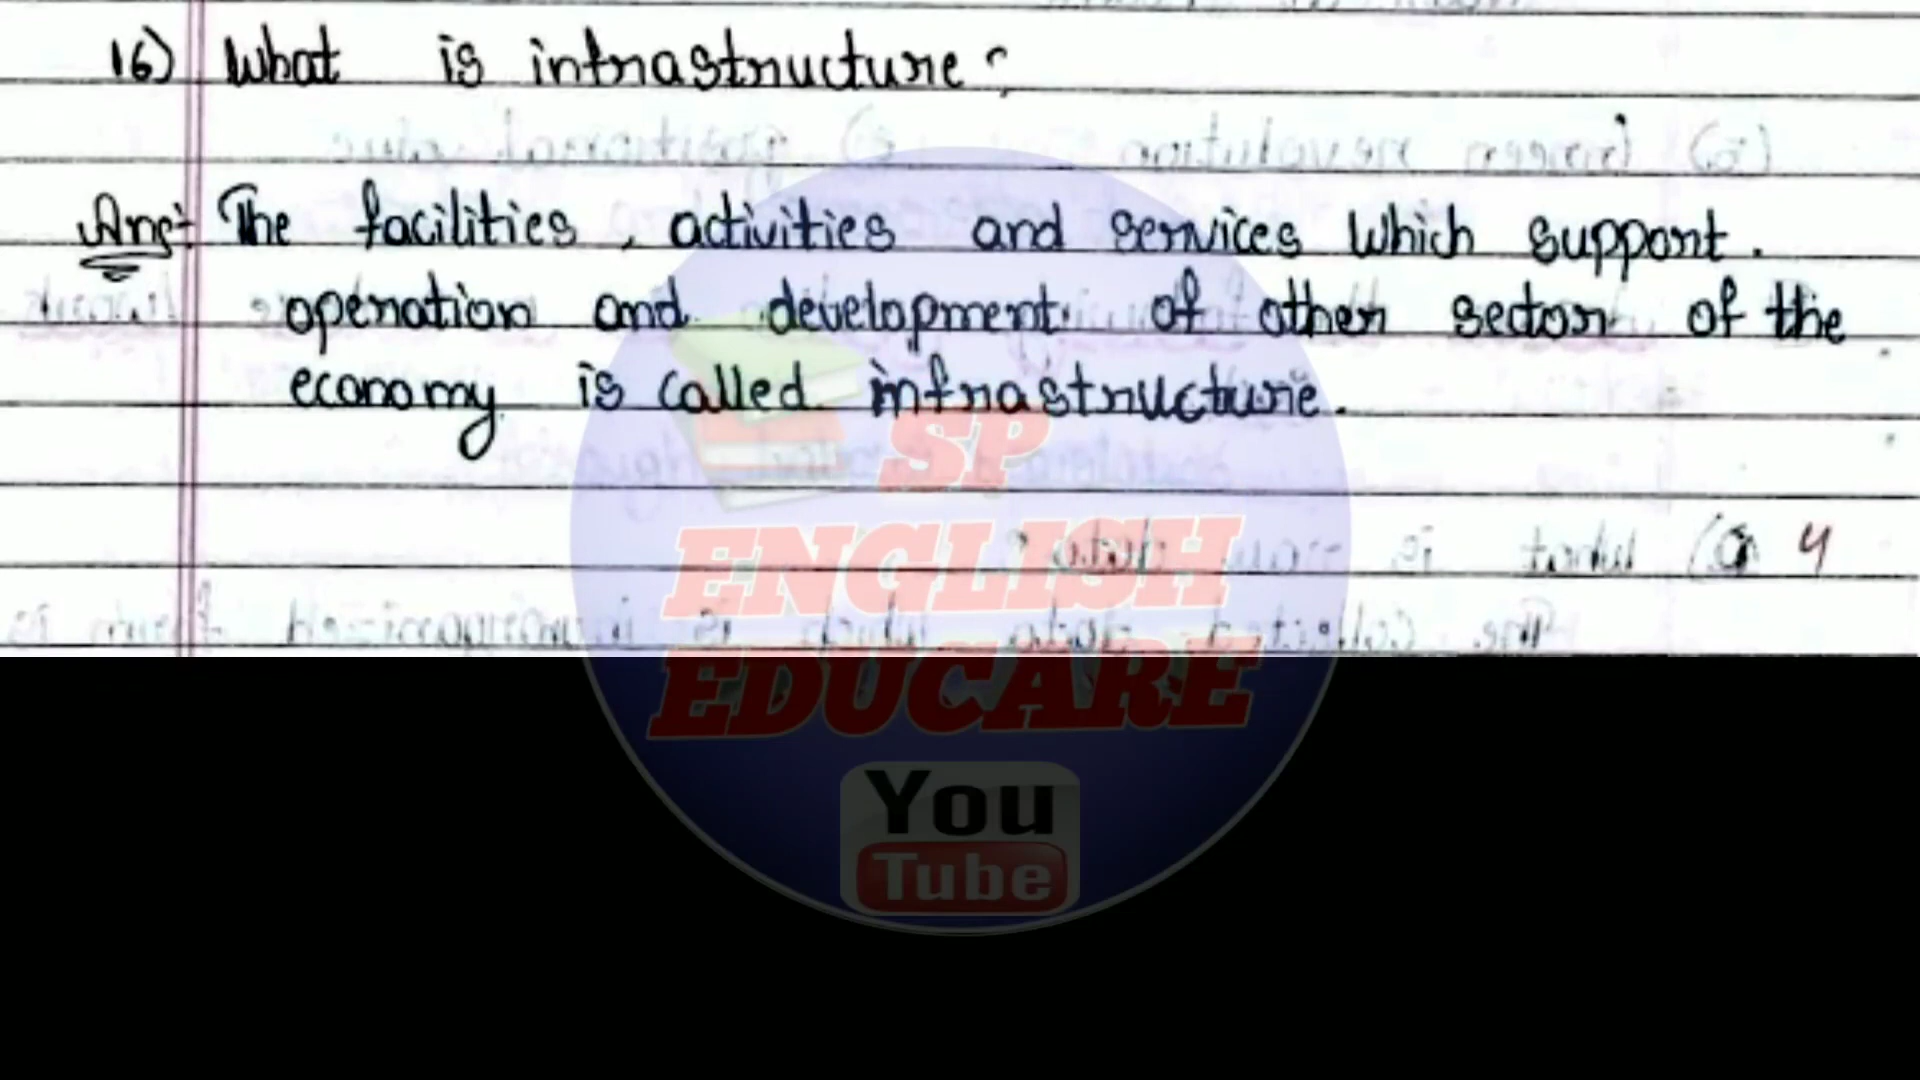 16) What is infrastructure?
Ans:- The facilities, activities and services which support.
operation and development of other sector of the
economy is called infrastructure.
SP
ENGLISH
EDUCARE
You
Tube